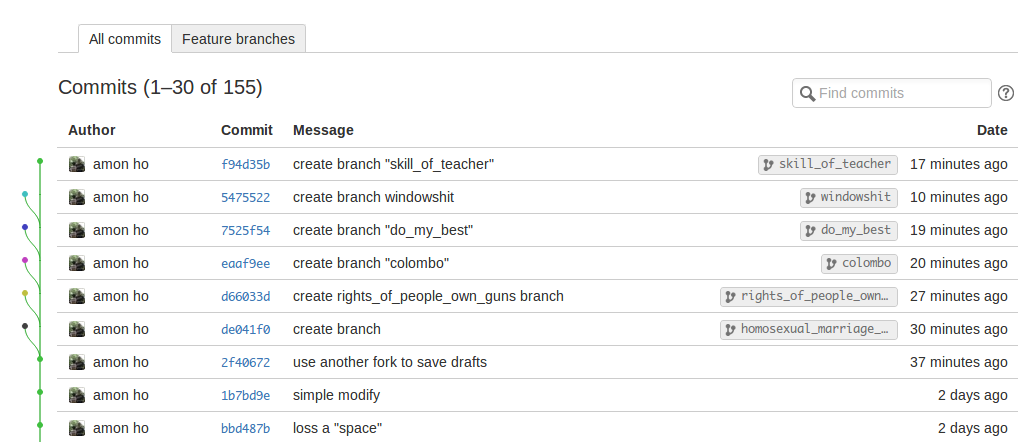 All commits Feature branches
Commits (1–30 of 155)
Find commits
Author Commit Message Date
amon ho f94d35b create branch "skill_of_teacher" skill_of_teacher 17 minutes ago
amon ho 5475522 create branch windowshit windowshit 10 minutes ago
amon ho 7525f54 create branch "do_my_best" do_my_best 19 minutes ago
amon ho eaaf9ee create branch "colombo" colombo 20 minutes ago
amon ho d66033d create rights_of_people_own_guns branch rights_of_people_own… 27 minutes ago
amon ho de041f0 create branch homosexual_marriage_… 30 minutes ago
amon ho 2f40672 use another fork to save drafts 37 minutes ago
amon ho 1b7bd9e simple modify 2 days ago
amon ho bbd487b loss a "space" 2 days ago